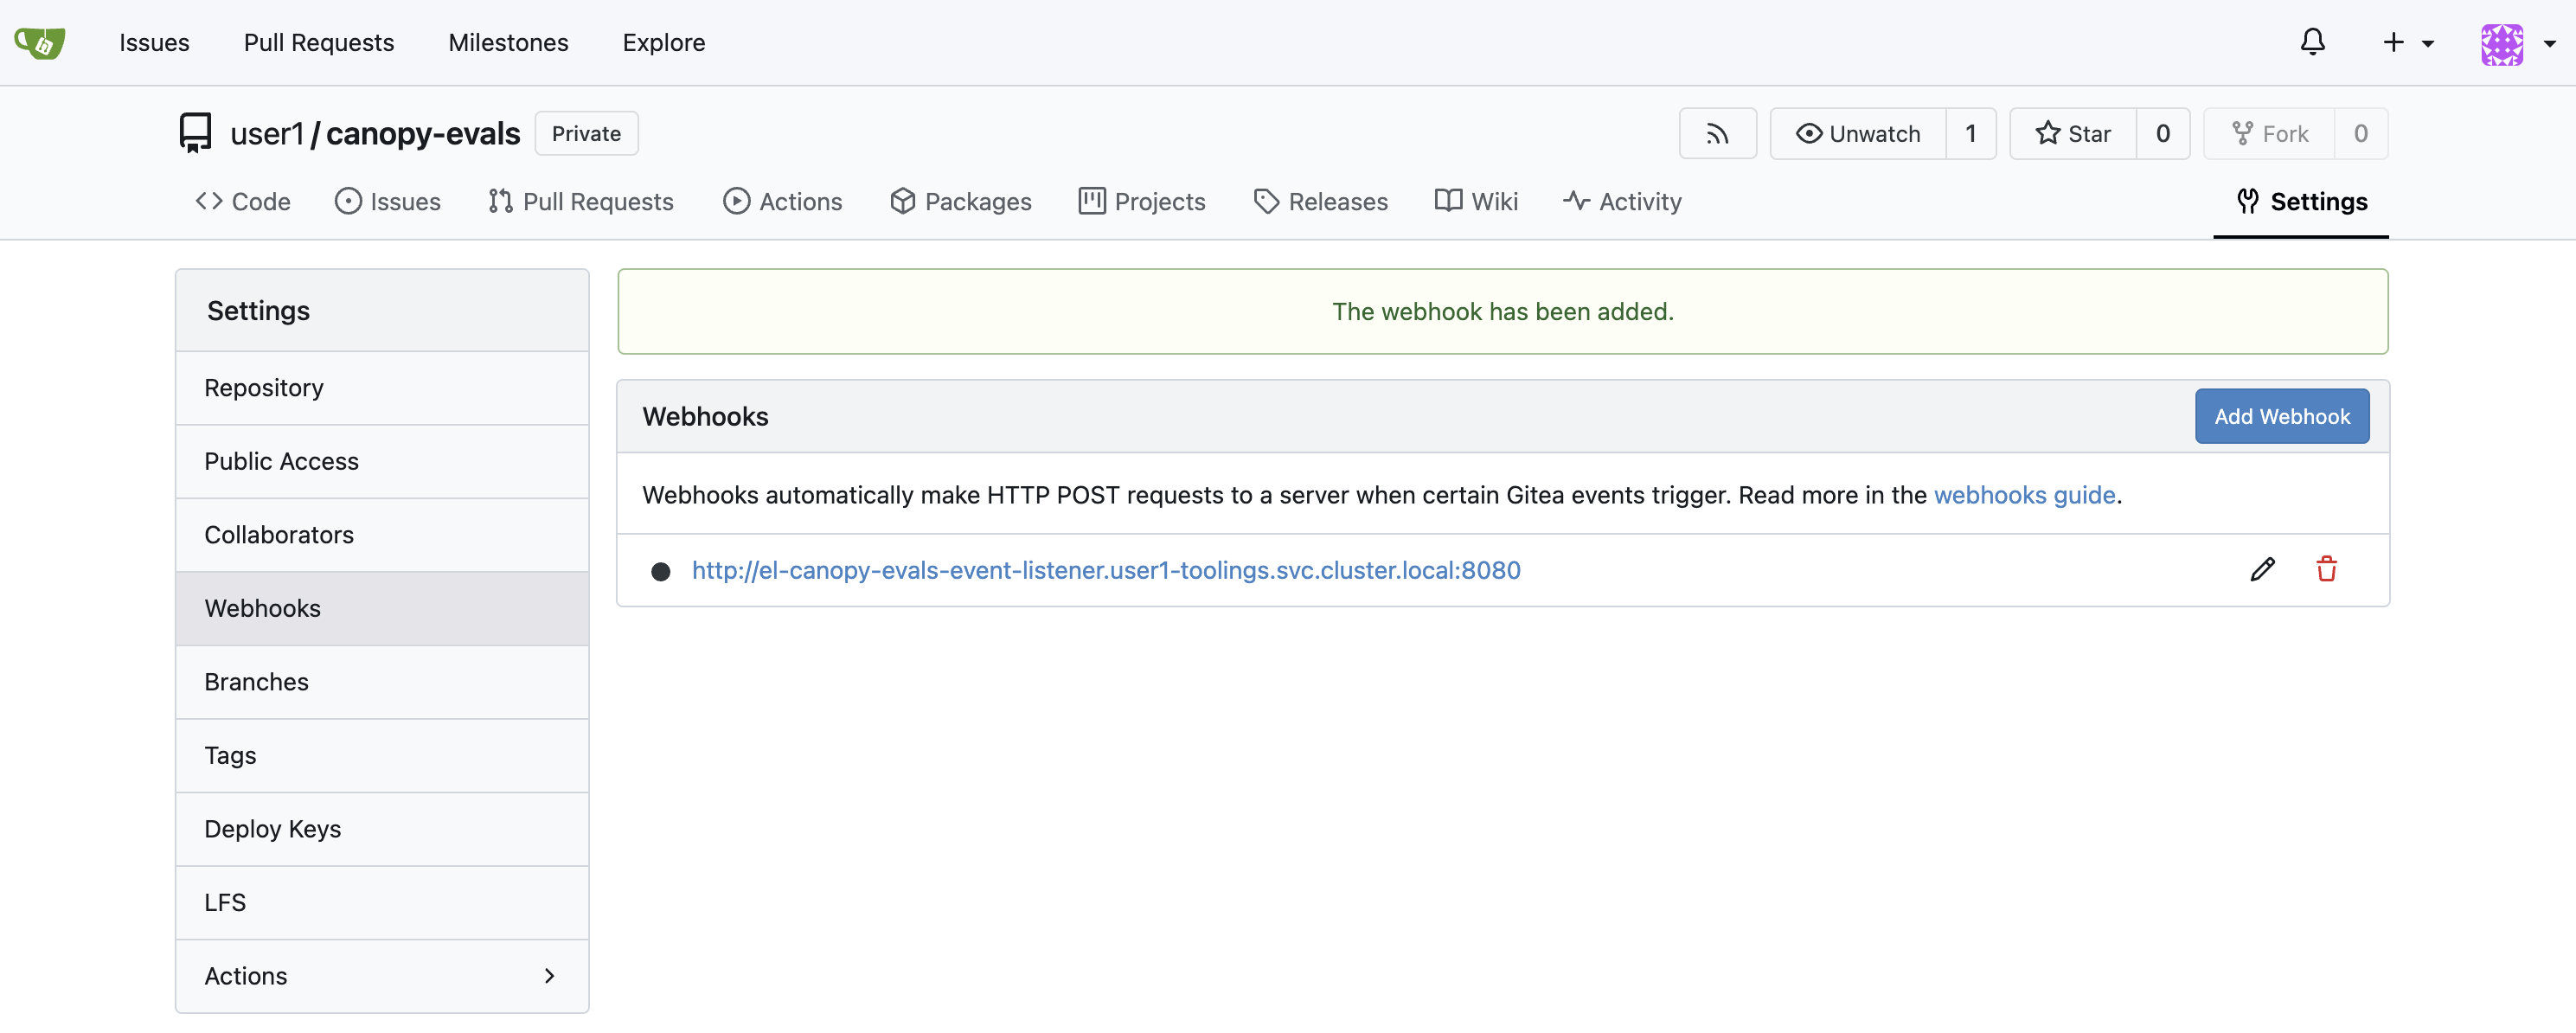 Issues Pull Requests Milestones Explore
user1 / canopy-evals Private
Unwatch 1 Star 0 Fork 0
Code Issues Pull Requests Actions Packages Projects Releases Wiki Activity Settings
Settings
Repository
Public Access
Collaborators
Webhooks
Branches
Tags
Deploy Keys
LFS
Actions
The webhook has been added.
Webhooks Add Webhook
Webhooks automatically make HTTP POST requests to a server when certain Gitea events trigger. Read more in the webhooks guide.
http://el-canopy-evals-event-listener.user1-toolings.svc.cluster.local:8080